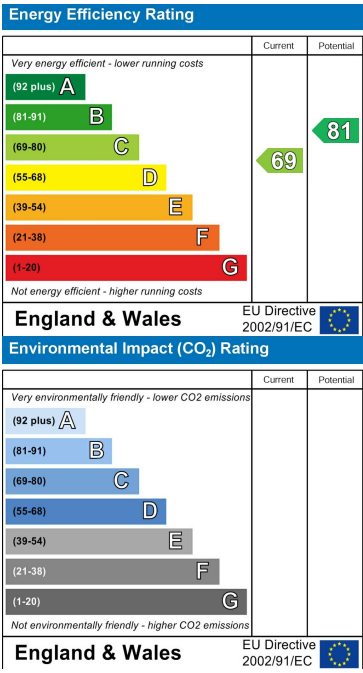 Energy Efficiency Rating
Current Potential
Very energy efficient - lower running costs
(92 plus) A
(81-91) B
(69-80) C
(55-68) D
(39-54) E
(21-38) F
(1-20) G
69
81
Not energy efficient - higher running costs
England & Wales
EU Directive
2002/91/EC
Environmental Impact (CO₂) Rating
Current Potential
Very environmentally friendly - lower CO2 emissions
(92 plus) A
(81-91) B
(69-80) C
(55-68) D
(39-54) E
(21-38) F
(1-20) G
Not environmentally friendly - higher CO2 emissions
England & Wales
EU Directive
2002/91/EC